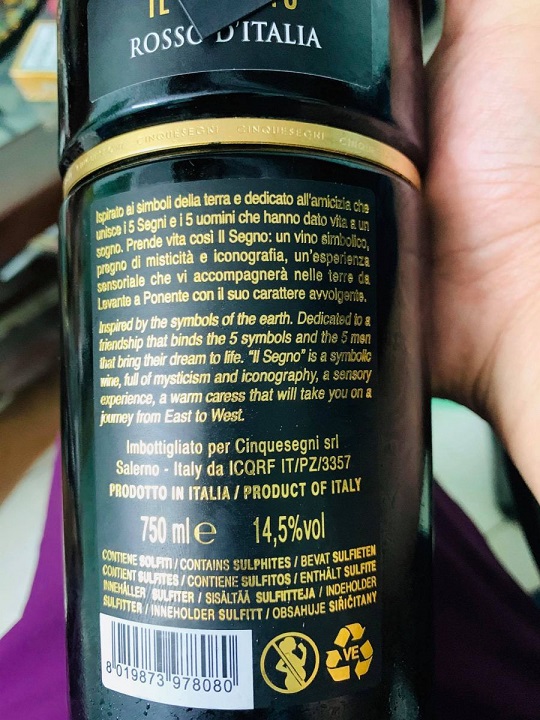 IL
ROSSO D'ITALIA
CINQUESEGNI CINQUESEGNI
Ispirato ai simboli della terra e dedicato all'amicizia che
unisce i 5 Segni e i 5 uomini che hanno dato vita a un
sogno. Prende vita così Il Segno: un vino simbolico,
pregno di misticità e iconografia, un'esperienza
sensoriale che vi accompagnerà nelle terre da
Levante a Ponente con il suo carattere avvolgente.
Inspired by the symbols of the earth. Dedicated to a
friendship that binds the 5 symbols and the 5 men
that bring their dream to life. "Il Segno" is a symbolic
wine, full of mysticism and iconography, a sensory
experience, a warm caress that will take you on a
journey from East to West.
Imbottigliato per Cinquesegni srl
Salerno - Italy da ICQRF IT/PZ/3357
PRODOTTO IN ITALIA / PRODUCT OF ITALY
750 ml e 14,5%vol
CONTIENE SOLFITI / CONTAINS SULPHITES / BEVAT SULFIETEN
CONTIENT SULFITES / CONTIENE SULFITOS / ENTHÄLT SULFITE
INNEHÅLLER SULFITER / SISÄLTÄÄ SULFIITTEJA / INDEHOLDER
SULFITTER / INNEHOLDER SULFITT / OBSAHUJE SIŘIČITANY
8 019873 978080
VE